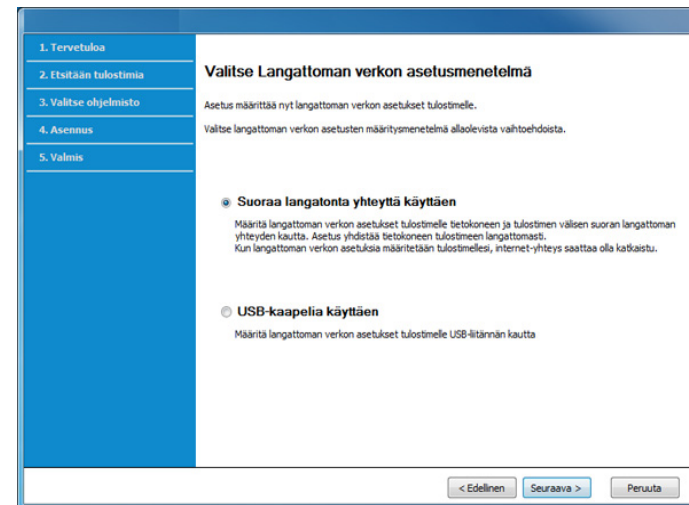 1. Tervetuloa
2. Etsitään tulostimia
3. Valitse ohjelmisto
4. Asennus
5. Valmis
Valitse Langattoman verkon asetusmenetelmä
Asetus määrittää nyt langattoman verkon asetukset tulostimelle.
Valitse langattoman verkon asetusten määritysmenetelmä allaolevista vaihtoehdoista.
Suoraa langatonta yhteyttä käyttäen
Määritä langattoman verkon asetukset tulostimelle tietokoneen ja tulostimen välisen suoran langattoman
yhteyden kautta. Asetus yhdistää tietokoneen tulostimeen langattomasti.
Kun langattoman verkon asetuksia määritetään tulostimellesi, internet-yhteys saattaa olla katkaistu.
USB-kaapelia käyttäen
Määritä langattoman verkon asetukset tulostimelle USB-liitännän kautta
< Edellinen Seuraava > Peruuta